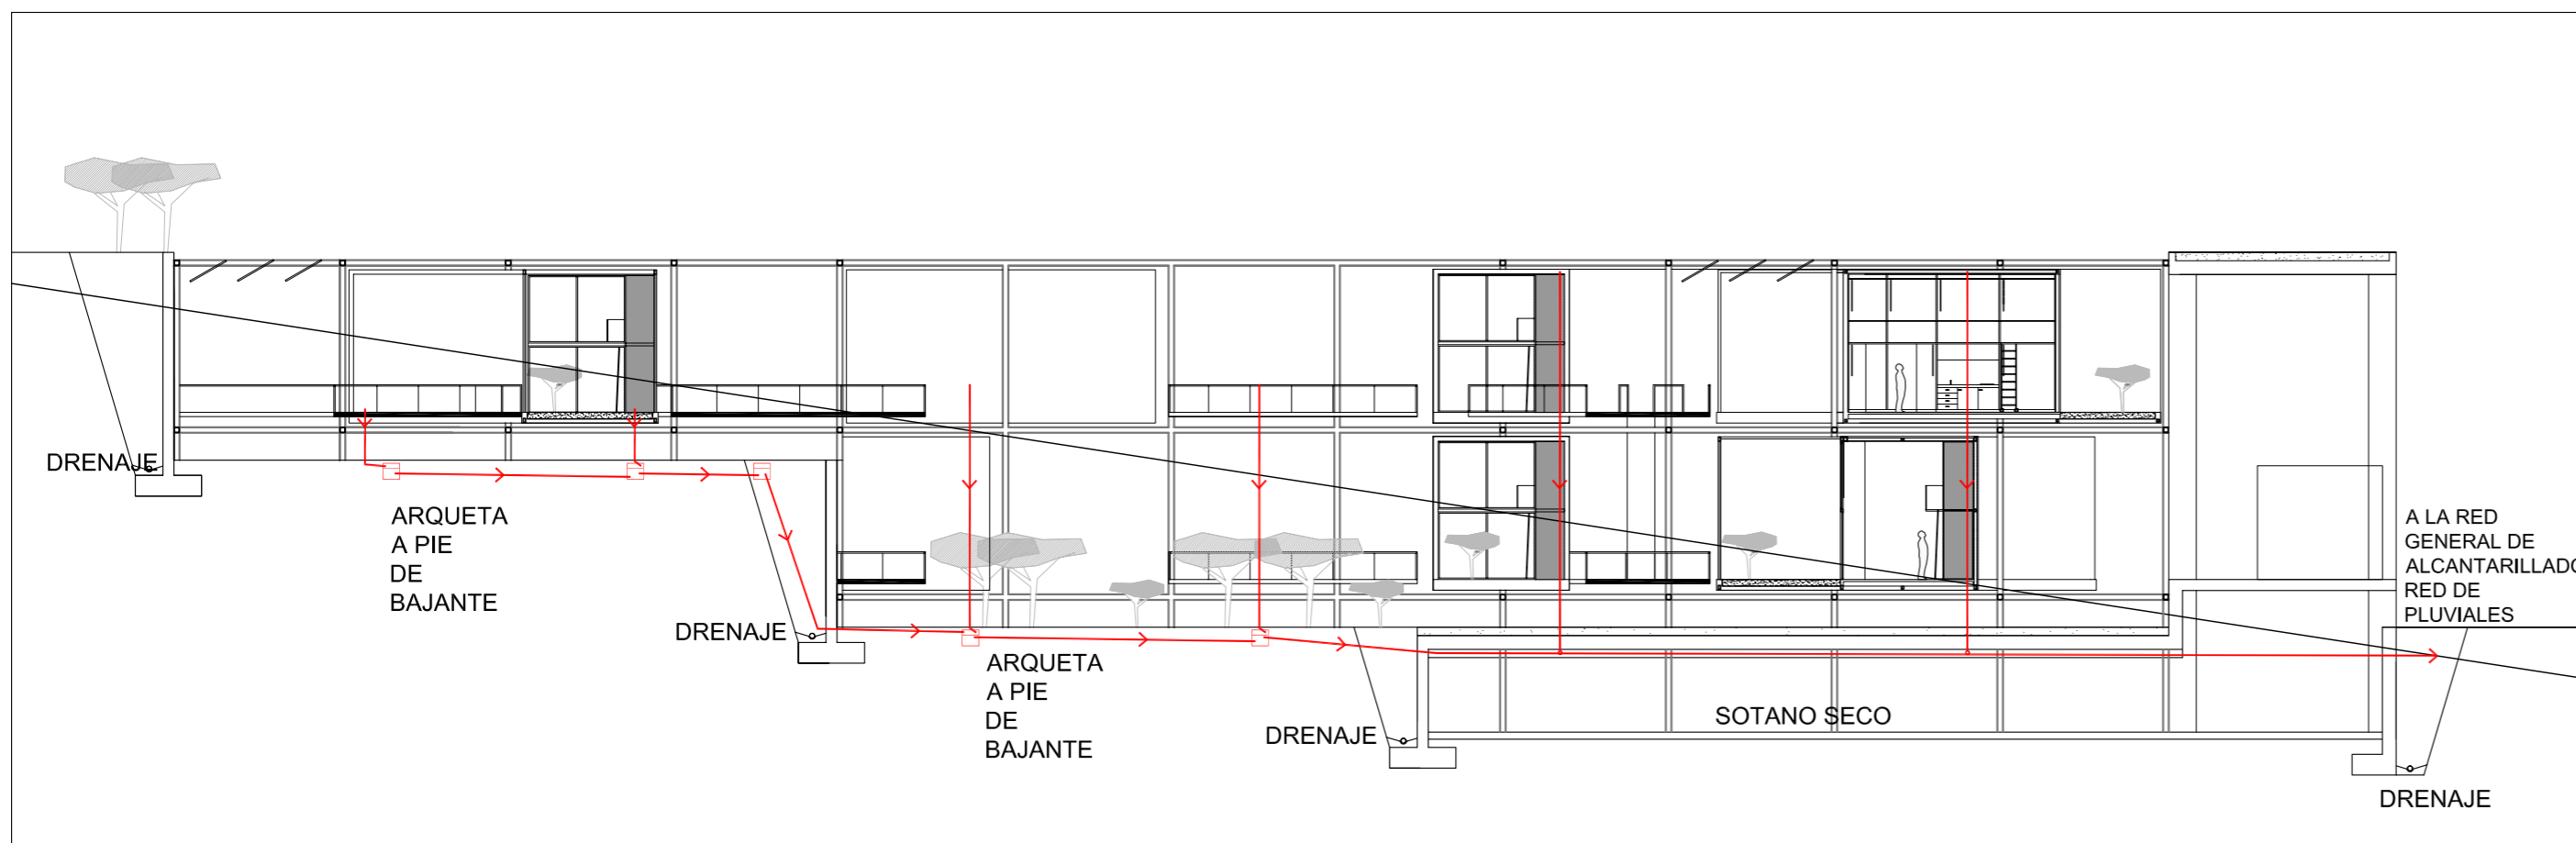 DRENAJE
ARQUETA
A PIE
DE
BAJANTE
DRENAJE
ARQUETA
A PIE
DE
BAJANTE
DRENAJE
SOTANO SECO
A LA RED
GENERAL DE
ALCANTARILLADO
RED DE
PLUVIALES
DRENAJE